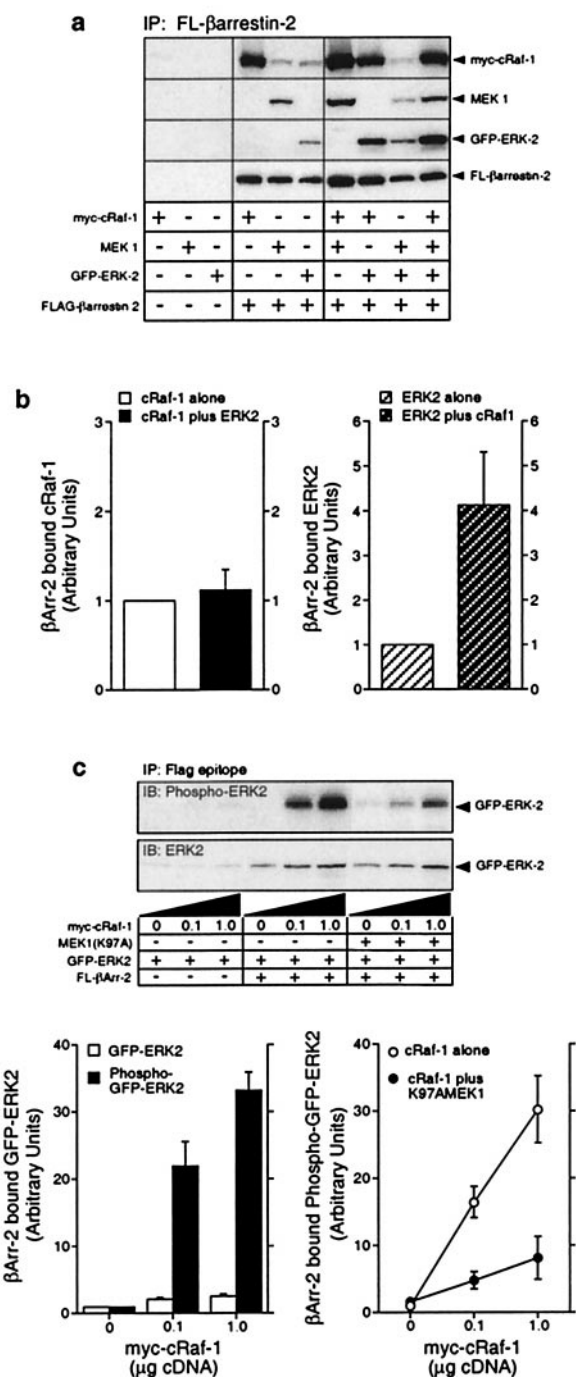 a
IP: FL-βarrestin-2
myc-cRaf-1
MEK 1
GFP-ERK-2
FL-βarrestin-2
myc-cRaf-1 + - - + - - + + - +
MEK 1 - + - - + - + - + +
GFP-ERK-2 - - + - - + - + + +
FLAG-βarrestin 2 - - - + + + + + + +
b
cRaf-1 alone
cRaf-1 plus ERK2
3 3
2 2
1 1
0 0
βArr-2 bound cRaf-1
(Arbitrary Units)
ERK2 alone
ERK2 plus cRaf1
6 6
5 5
4 4
3 3
2 2
1 1
0 0
βArr-2 bound ERK2
(Arbitrary Units)
c
IP: Flag epitope
IB: Phospho-ERK2
GFP-ERK-2
IB: ERK2
GFP-ERK-2
myc-cRaf-1 0 0.1 1.0 0 0.1 1.0 0 0.1 1.0
MEK1(K97A) - - - - - - + + +
GFP-ERK2 + + + + + + + + +
FL-βArr-2 - - - + + + + + +
GFP-ERK2
Phospho-
GFP-ERK2
40
30
20
10
0
βArr-2 bound GFP-ERK2
(Arbitrary Units)
0 0.1 1.0
myc-cRaf-1
(μg cDNA)
cRaf-1 alone
cRaf-1 plus
K97AMEK1
40
30
20
10
0
βArr-2 bound Phospho-GFP-ERK2
(Arbitrary Units)
0 0.1 1.0
myc-cRaf-1
(μg cDNA)